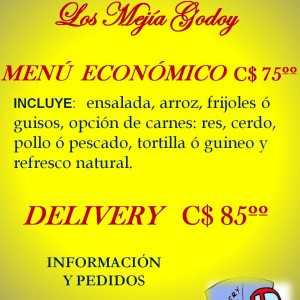 Los Mejía Godoy
MENÚ ECONÓMICO C$ 75ºº
INCLUYE: ensalada, arroz, frijoles ó
guisos, opción de carnes: res, cerdo,
pollo ó pescado, tortilla ó guineo y
refresco natural.
DELIVERY C$ 85ºº
INFORMACIÓN
Y PEDIDOS